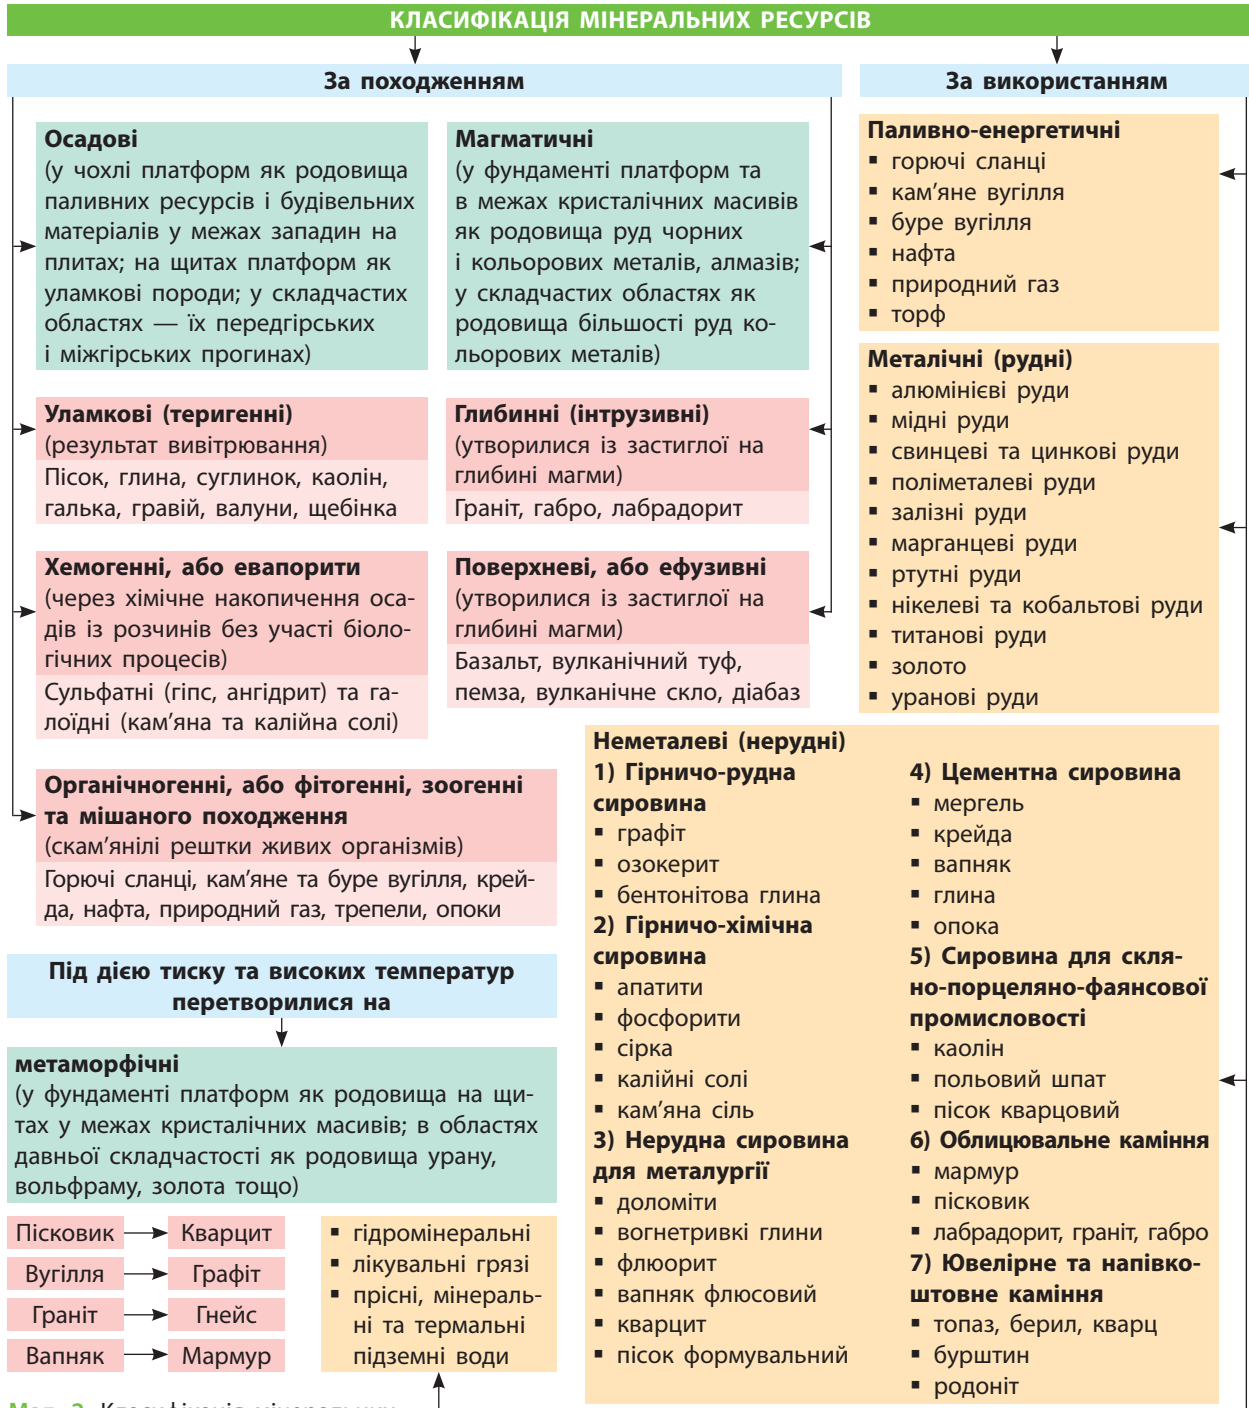 КЛАСИФІКАЦІЯ МІНЕРАЛЬНИХ РЕСУРСІВ
За походженням
Осадові
(у чохлі платформ як родовища
паливних ресурсів і будівельних
матеріалів у межах западин на
плитах; на щитах платформ як
уламкові породи; у складчастих
областях — їх передгірських
і міжгірських прогинах)
Магматичні
(у фундаменті платформ та
в межах кристалічних масивів
як родовища руд чорних
і кольорових металів, алмазів;
у складчастих областях як
родовища більшості руд ко-
льорових металів)
Уламкові (теригенні)
(результат вивітрювання)
Пісок, глина, суглинок, каолін,
галька, гравій, валуни, щебінка
Глибинні (інтрузивні)
(утворилися із застиглої на
глибині магми)
Граніт, габро, лабрадорит
Хемогенні, або евапорити
(через хімічне накопичення оса-
дів із розчинів без участі біоло-
гічних процесів)
Сульфатні (гіпс, ангідрит) та га-
лоїдні (кам'яна та калійна солі)
Поверхневі, або ефузивні
(утворилися із застиглої на
глибині магми)
Базальт, вулканічний туф,
пемза, вулканічне скло, діабаз
Органічногенні, або фітогенні, зоогенні
та мішаного походження
(скам'янілі рештки живих організмів)
Горючі сланці, кам'яне та буре вугілля, крей-
да, нафта, природний газ, трепели, опоки
Під дією тиску та високих температур
перетворилися на
метаморфічні
(у фундаменті платформ як родовища на щи-
тах у межах кристалічних масивів; в областях
давньої складчастості як родовища урану,
вольфраму, золота тощо)
Пісковик Кварцит
Вугілля Графіт
Граніт Гнейс
Вапняк Мармур
▪ гідромінеральні
▪ лікувальні грязі
▪ прісні, мінераль-
ні та термальні
підземні води
За використанням
Паливно-енергетичні
▪ горючі сланці
▪ кам'яне вугілля
▪ буре вугілля
▪ нафта
▪ природний газ
▪ торф
Металічні (рудні)
▪ алюмінієві руди
▪ мідні руди
▪ свинцеві та цинкові руди
▪ поліметалеві руди
▪ залізні руди
▪ марганцеві руди
▪ ртутні руди
▪ нікелеві та кобальтові руди
▪ титанові руди
▪ золото
▪ уранові руди
Неметалеві (нерудні)
1) Гірничо-рудна
сировина
▪ графіт
▪ озокерит
▪ бентонітова глина
2) Гірничо-хімічна
сировина
▪ апатити
▪ фосфорити
▪ сірка
▪ калійні солі
▪ кам'яна сіль
3) Нерудна сировина
для металургії
▪ доломіти
▪ вогнетривкі глини
▪ флюорит
▪ вапняк флюсовий
▪ кварцит
▪ пісок формувальний
4) Цементна сировина
▪ мергель
▪ крейда
▪ вапняк
▪ глина
▪ опока
5) Сировина для скля-
но-порцеляно-фаянсової
промисловості
▪ каолін
▪ польовий шпат
▪ пісок кварцовий
6) Облицювальне каміння
▪ мармур
▪ пісковик
▪ лабрадорит, граніт, габро
7) Ювелірне та напівко-
штовне каміння
▪ топаз, берил, кварц
▪ бурштин
▪ родоніт